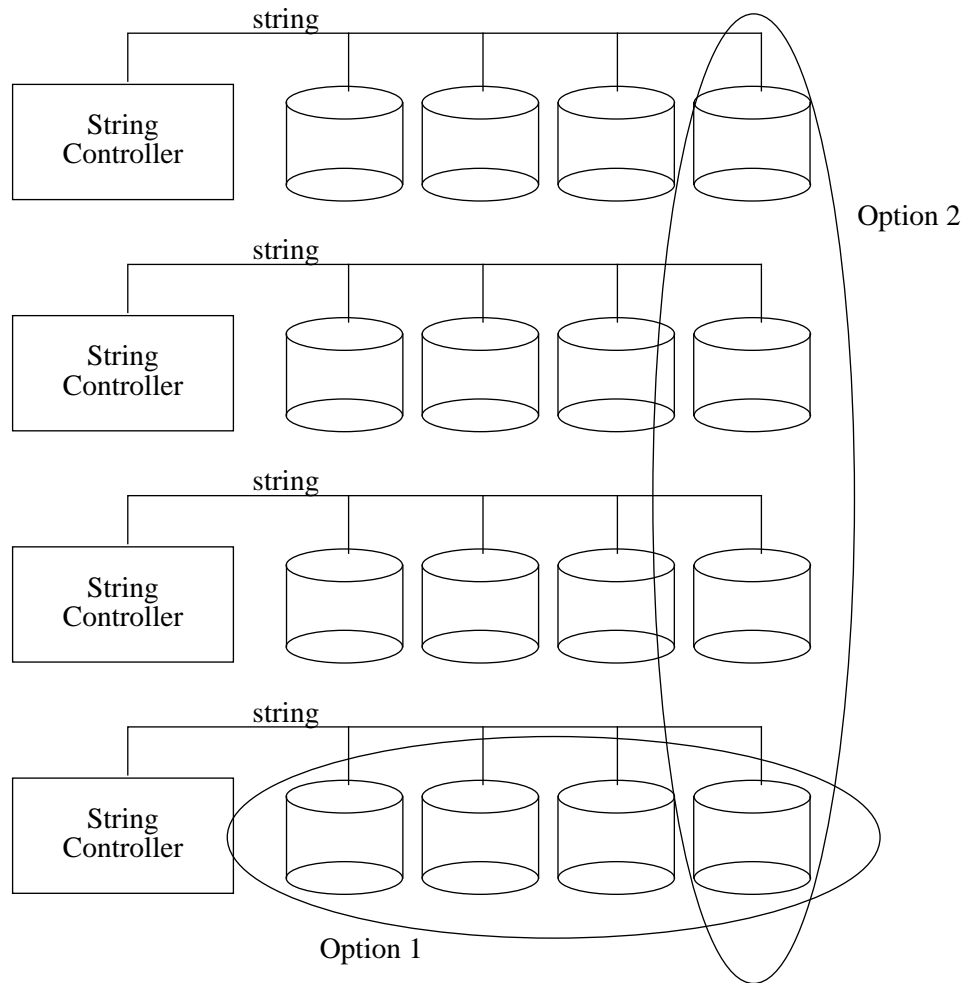 string
String
Controller
Option 2
string
String
Controller
string
String
Controller
string
String
Controller
Option 1